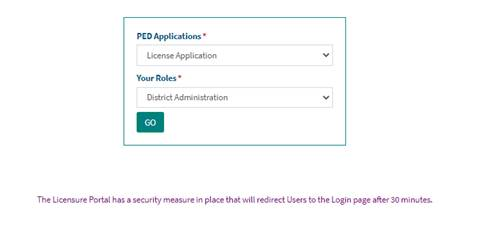 PED Applications *
License Application
Your Roles *
District Administration
GO
The Licensure Portal has a security measure in place that will redirect Users to the Login page after 30 minutes.